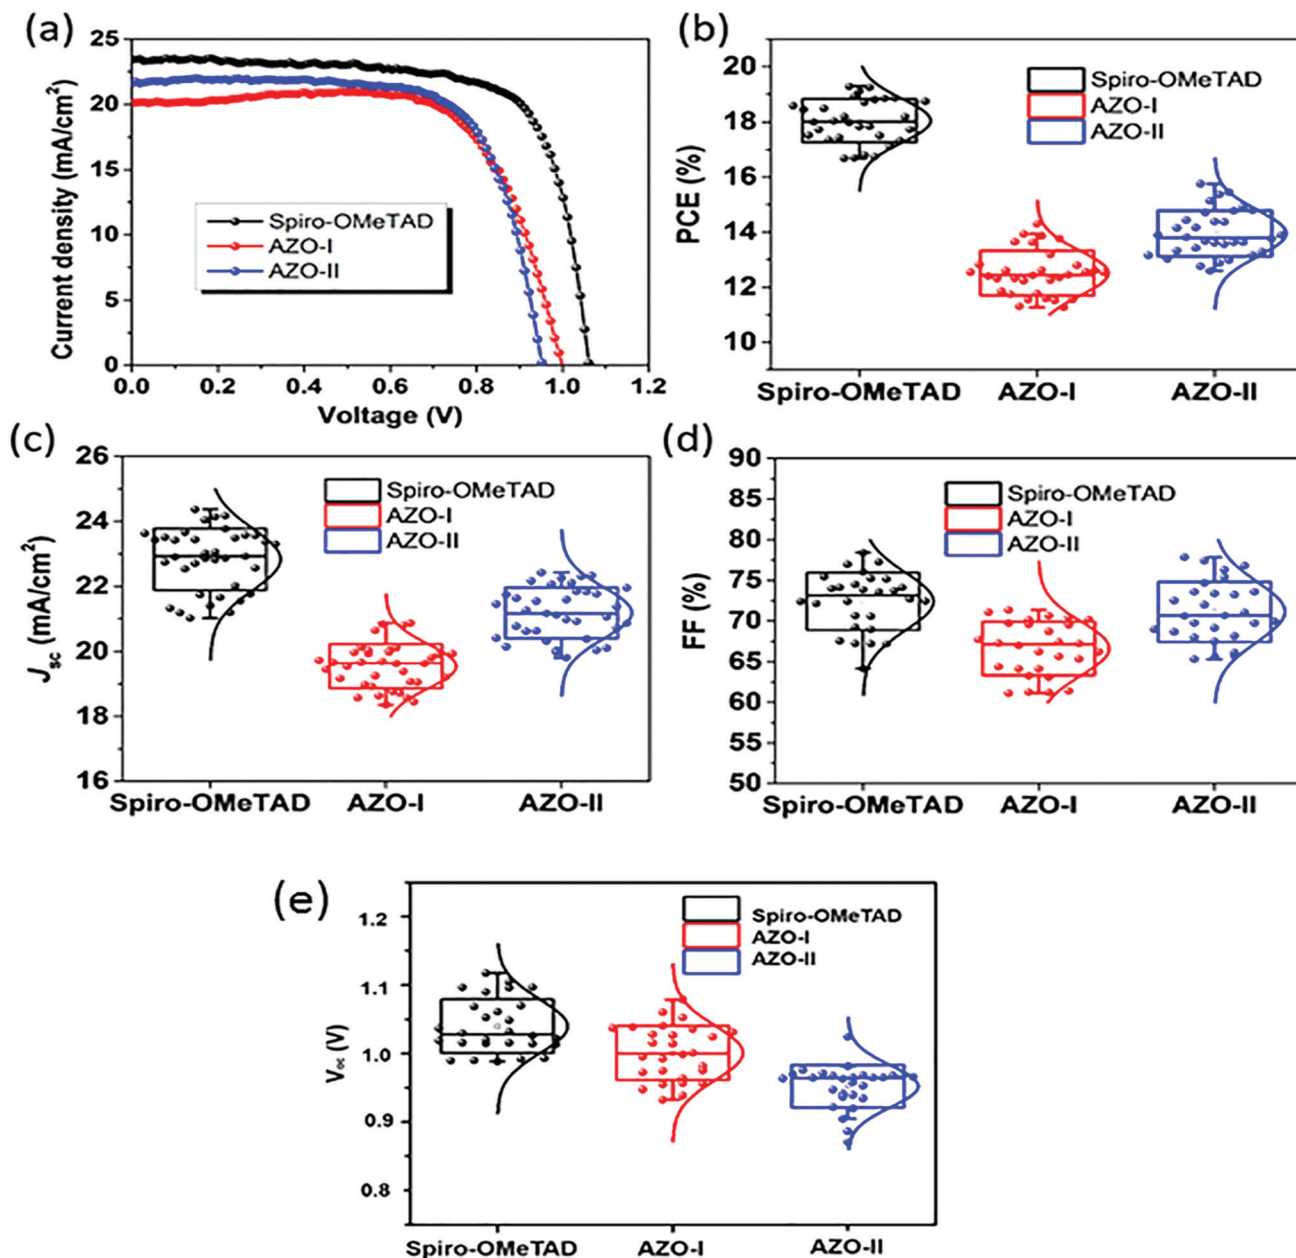 (a)
25
20
15
10
5
0
Current density (mA/cm²)
Spiro-OMeTAD
AZO-I
AZO-II
0.0 0.2 0.4 0.6 0.8 1.0 1.2
Voltage (V)
(b)
20
18
16
14
12
10
PCE (%)
Spiro-OMeTAD
AZO-I
AZO-II
Spiro-OMeTAD AZO-I AZO-II
(c)
26
24
22
20
18
16
Jsc (mA/cm²)
Spiro-OMeTAD
AZO-I
AZO-II
Spiro-OMeTAD AZO-I AZO-II
(d)
90
85
80
75
70
65
60
55
50
FF (%)
Spiro-OMeTAD
AZO-I
AZO-II
Spiro-OMeTAD AZO-I AZO-II
(e)
1.2
1.1
1.0
0.9
0.8
Voc (V)
Spiro-OMeTAD
AZO-I
AZO-II
Spiro-OMeTAD AZO-I AZO-II